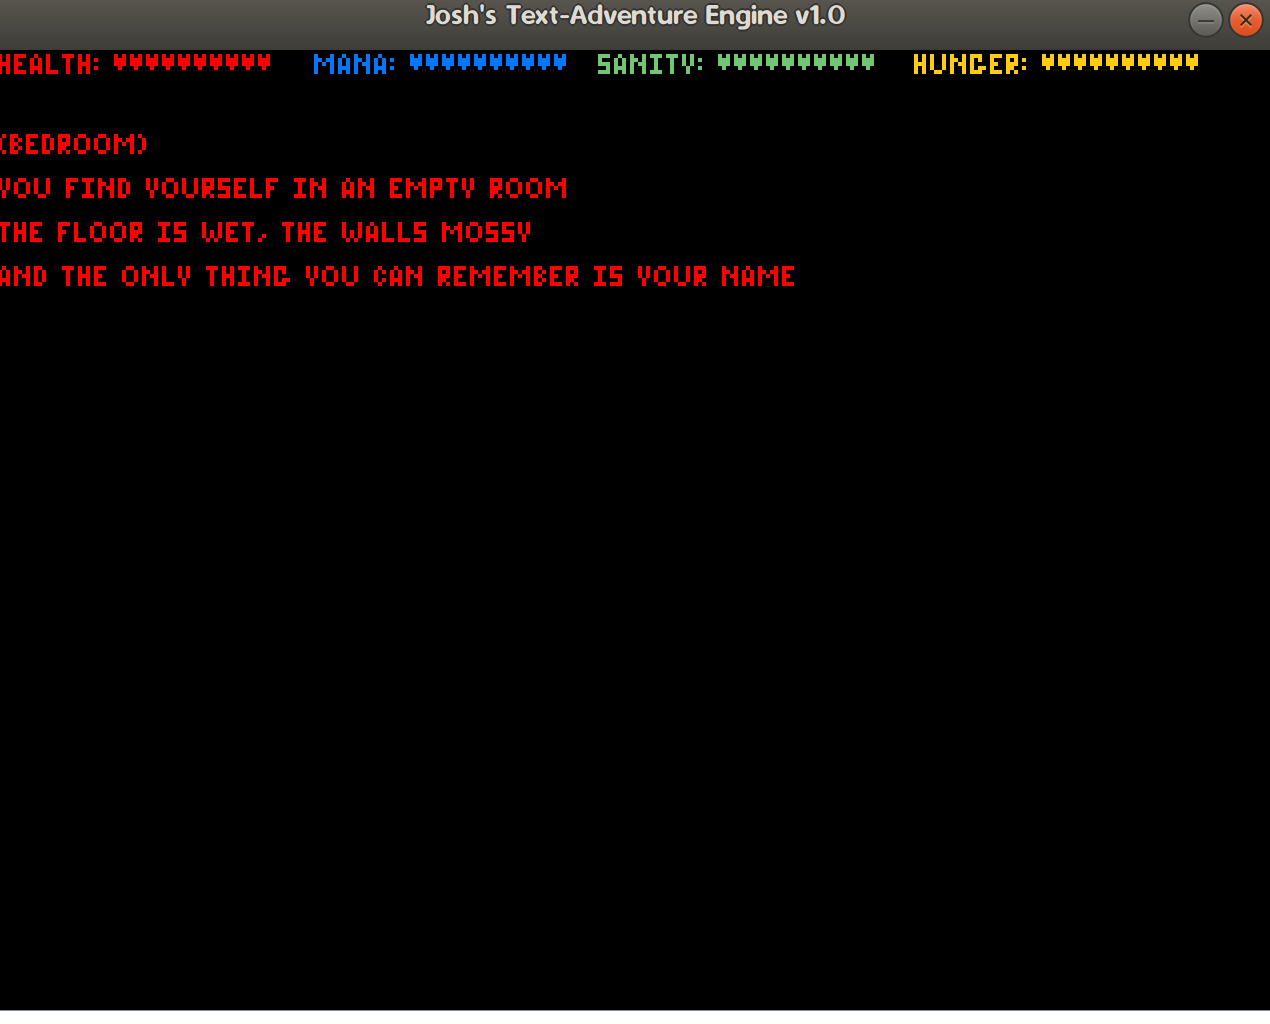 Josh's Text-Adventure Engine v1.0
HEALTH: ♥♥♥♥♥♥♥♥♥♥ MANA: ♥♥♥♥♥♥♥♥♥♥ SANITY: ♥♥♥♥♥♥♥♥♥♥ HUNGER: ♥♥♥♥♥♥♥♥♥♥
(BEDROOM)
YOU FIND YOURSELF IN AN EMPTY ROOM
THE FLOOR IS WET, THE WALLS MOSSY
AND THE ONLY THING YOU CAN REMEMBER IS YOUR NAME